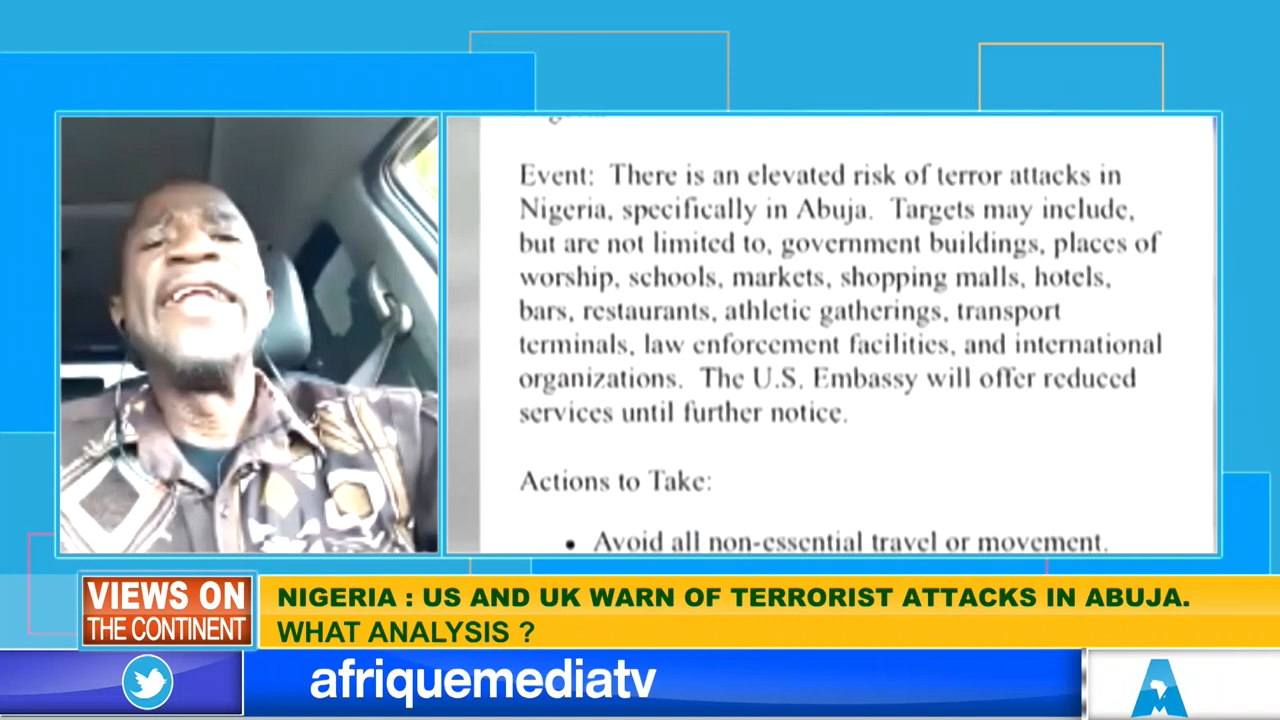 Event: There is an elevated risk of terror attacks in
Nigeria, specifically in Abuja. Targets may include,
but are not limited to, government buildings, places of
worship, schools, markets, shopping malls, hotels,
bars, restaurants, athletic gatherings, transport
terminals, law enforcement facilities, and international
organizations. The U.S. Embassy will offer reduced
services until further notice.
Actions to Take:
• Avoid all non-essential travel or movement.
VIEWS ON
THE CONTINENT
NIGERIA : US AND UK WARN OF TERRORIST ATTACKS IN ABUJA.
WHAT ANALYSIS ?
afriquemediatv